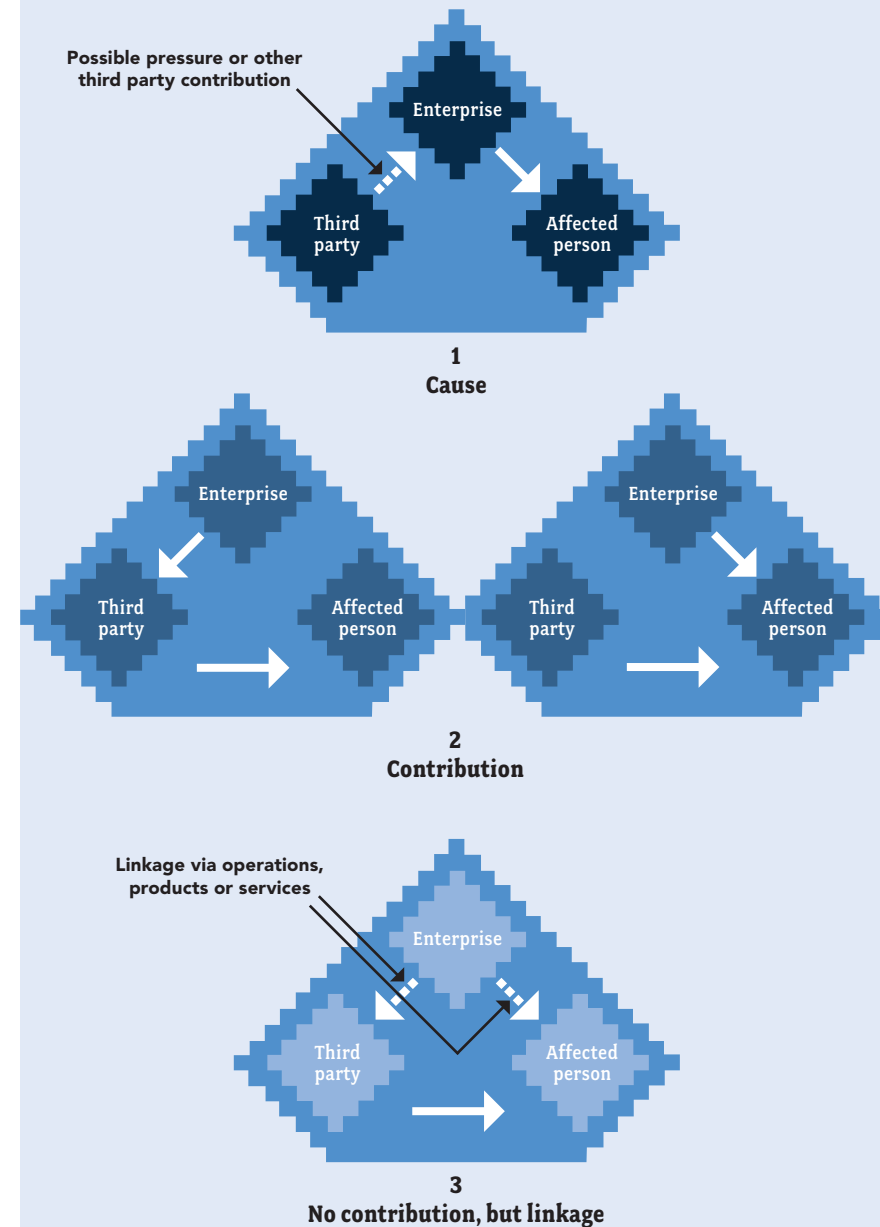 Possible pressure or other
third party contribution
Enterprise
Third
party
Affected
person
1
Cause
Enterprise
Third
party
Affected
person
Enterprise
Third
party
Affected
person
2
Contribution
Linkage via operations,
products or services
Enterprise
Third
party
Affected
person
3
No contribution, but linkage